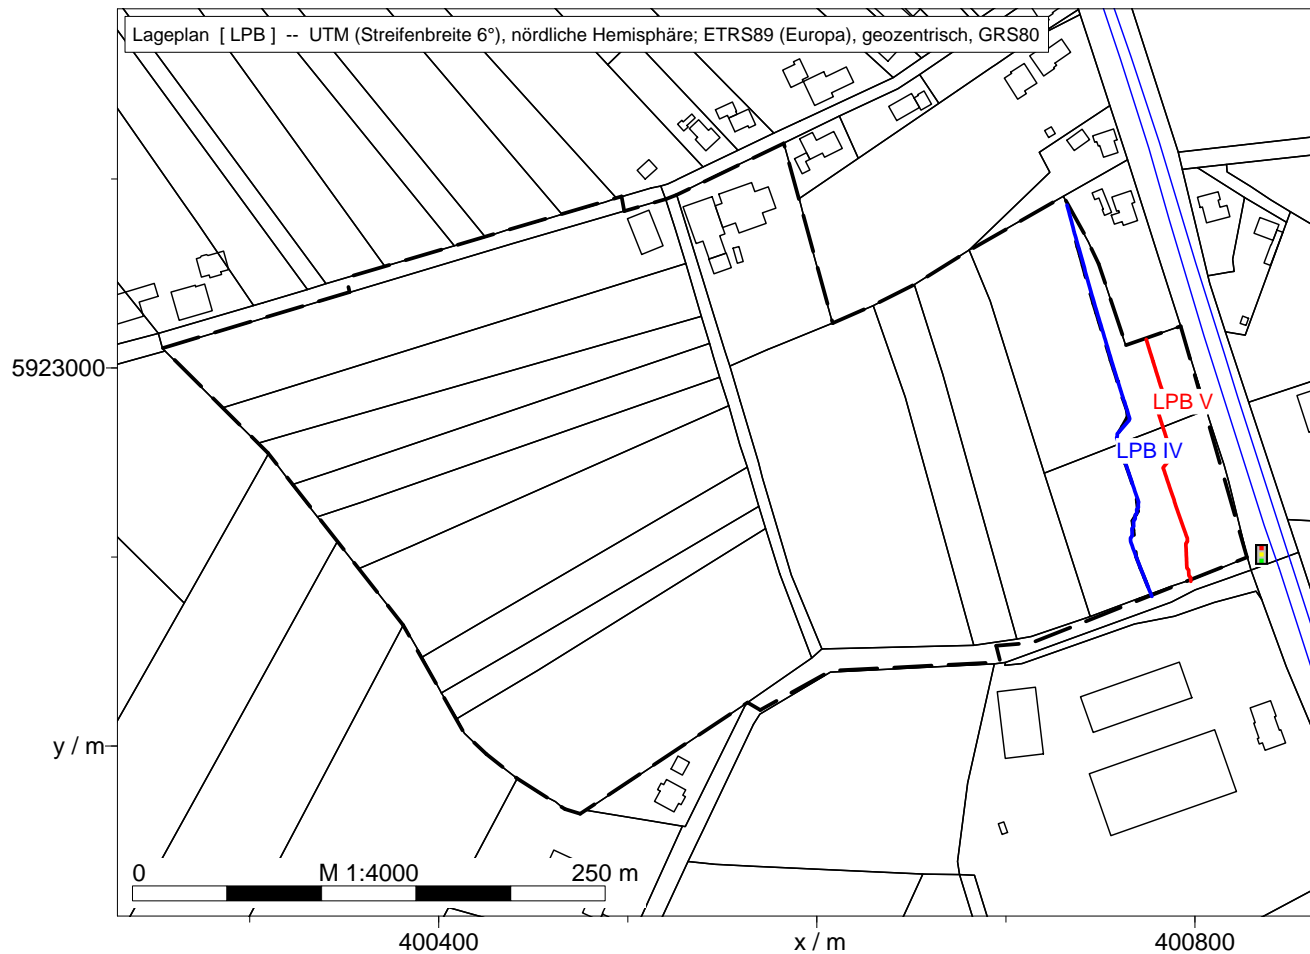 Lageplan [ LPB ] -- UTM (Streifenbreite 6°), nördliche Hemisphäre; ETRS89 (Europa), geozentrisch, GRS80
5923000
LPB V
LPB IV
y / m
0 M 1:4000 250 m
400400 x / m 400800